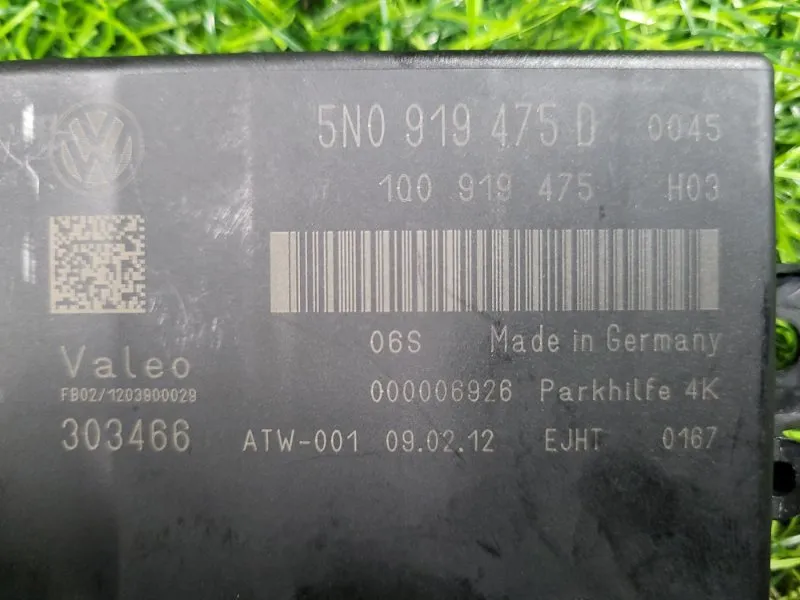 5N0 919 475 D 0045
1Q0 919 475 H03
06S Made in Germany
Valeo
FB02/1203900029
000006926 Parkhilfe 4K
303466 ATW-001 09.02.12 EJHT 0167